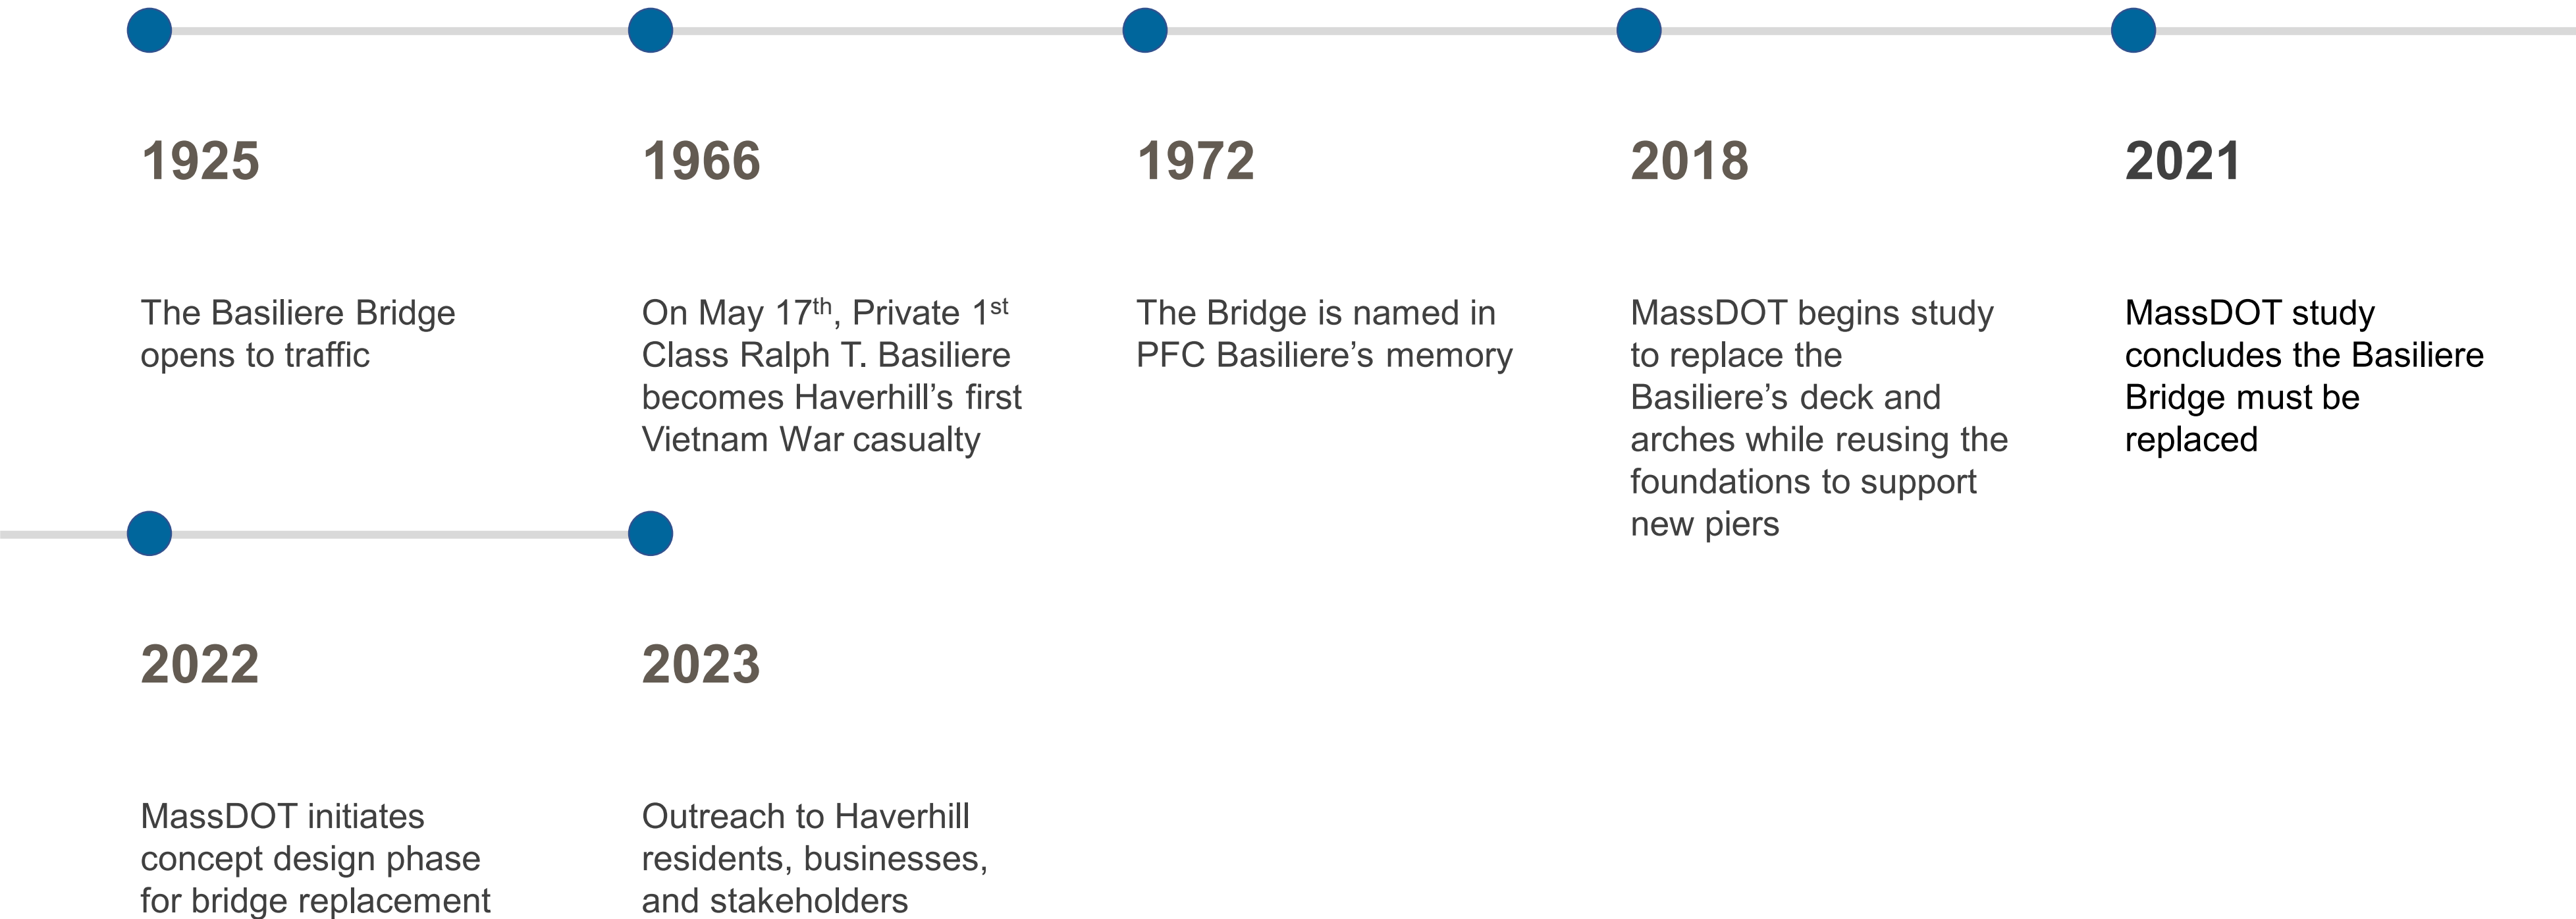 1925
The Basiliere Bridge
opens to traffic
1966
On May 17th, Private 1st
Class Ralph T. Basiliere
becomes Haverhill’s first
Vietnam War casualty
1972
The Bridge is named in
PFC Basiliere’s memory
2018
MassDOT begins study
to replace the
Basiliere’s deck and
arches while reusing the
foundations to support
new piers
2021
MassDOT study
concludes the Basiliere
Bridge must be
replaced
2022
MassDOT initiates
concept design phase
for bridge replacement
2023
Outreach to Haverhill
residents, businesses,
and stakeholders